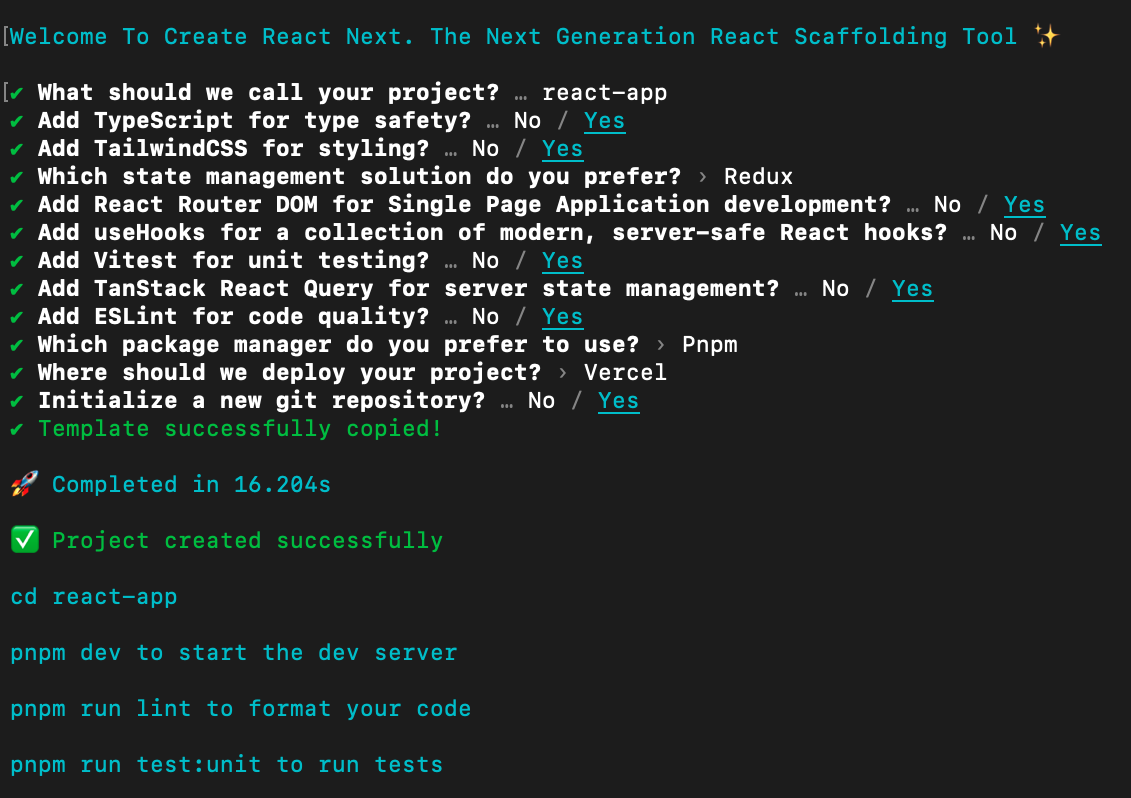 Welcome To Create React Next. The Next Generation React Scaffolding Tool ✨
✔ What should we call your project? … react-app
✔ Add TypeScript for type safety? … No / Yes
✔ Add TailwindCSS for styling? … No / Yes
✔ Which state management solution do you prefer? › Redux
✔ Add React Router DOM for Single Page Application development? … No / Yes
✔ Add useHooks for a collection of modern, server-safe React hooks? … No / Yes
✔ Add Vitest for unit testing? … No / Yes
✔ Add TanStack React Query for server state management? … No / Yes
✔ Add ESLint for code quality? … No / Yes
✔ Which package manager do you prefer to use? › Pnpm
✔ Where should we deploy your project? › Vercel
✔ Initialize a new git repository? … No / Yes
✔ Template successfully copied!
🚀 Completed in 16.204s
✅ Project created successfully
cd react-app
pnpm dev to start the dev server
pnpm run lint to format your code
pnpm run test:unit to run tests